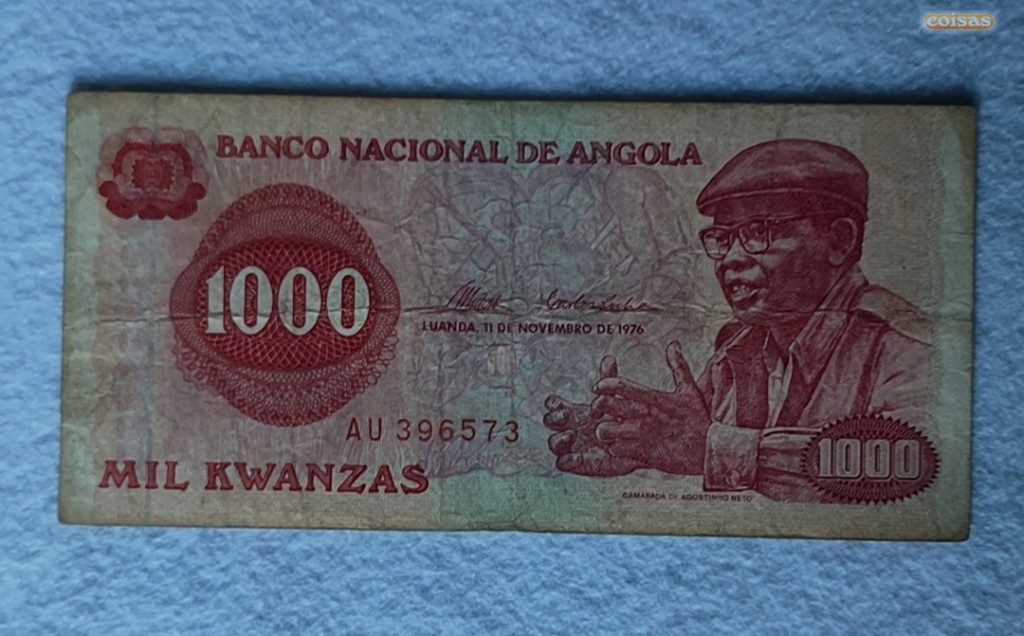 coisas
BANCO NACIONAL DE ANGOLA
1000
LUANDA, 11 DE NOVEMBRO DE 1976
AU 396573
MIL KWANZAS
1000
CAMARADA Dr AGOSTINHO NETO